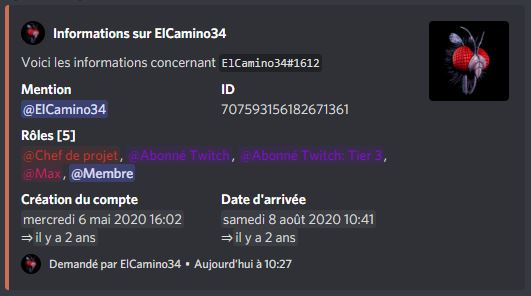 Informations sur ElCamino34
Voici les informations concernant ElCamino34#1612
Mention ID
@ElCamino34 707593156182671361
Rôles [5]
@Chef de projet, @Abonné Twitch, @Abonné Twitch: Tier 3,
@Max, @Membre
Création du compte Date d'arrivée
mercredi 6 mai 2020 16:02 samedi 8 août 2020 10:41
⇒ il y a 2 ans ⇒ il y a 2 ans
Demandé par ElCamino34 • Aujourd'hui à 10:27